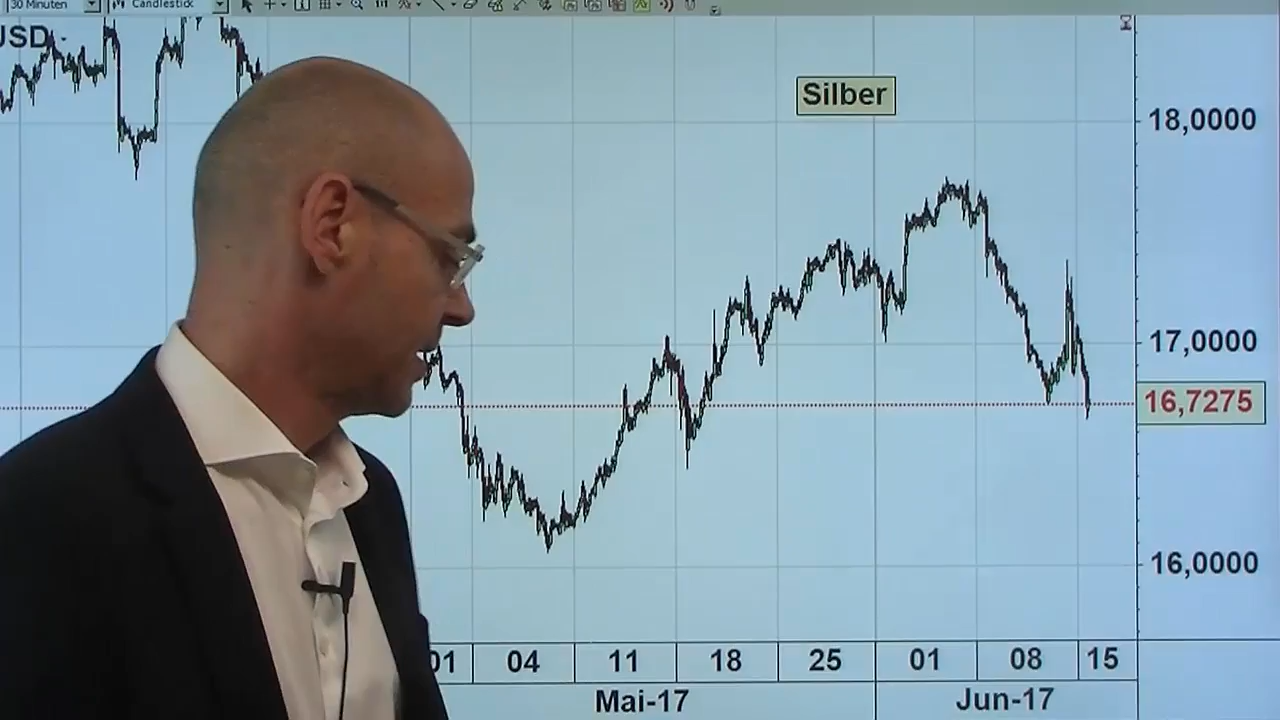 30 Minuten Candlestick
USD
Silber
18,0000
17,0000
16,7275
16,0000
01 04 11 18 25 01 08 15
Mai-17 Jun-17